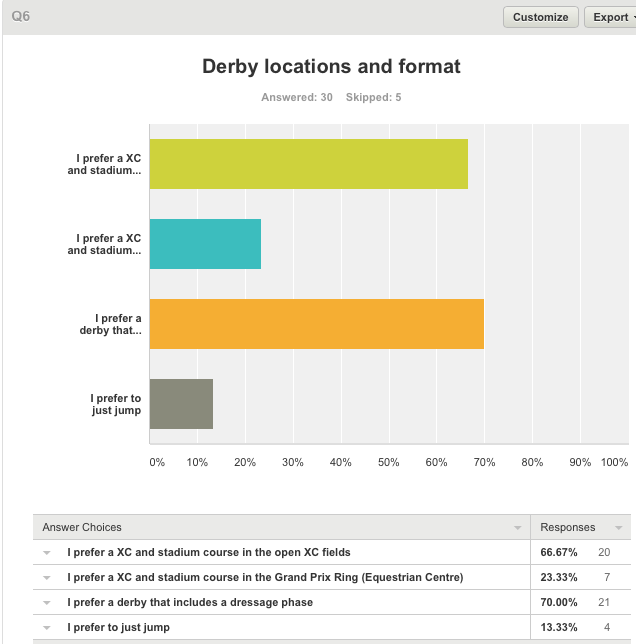 Q6
Customize
Export
Derby locations and format
Answered: 30 Skipped: 5
I prefer a XC
and stadium...
I prefer a XC
and stadium...
I prefer a
derby that...
I prefer to
just jump
0% 10% 20% 30% 40% 50% 60% 70% 80% 90% 100%
Answer Choices Responses
I prefer a XC and stadium course in the open XC fields 66.67% 20
I prefer a XC and stadium course in the Grand Prix Ring (Equestrian Centre) 23.33% 7
I prefer a derby that includes a dressage phase 70.00% 21
I prefer to just jump 13.33% 4